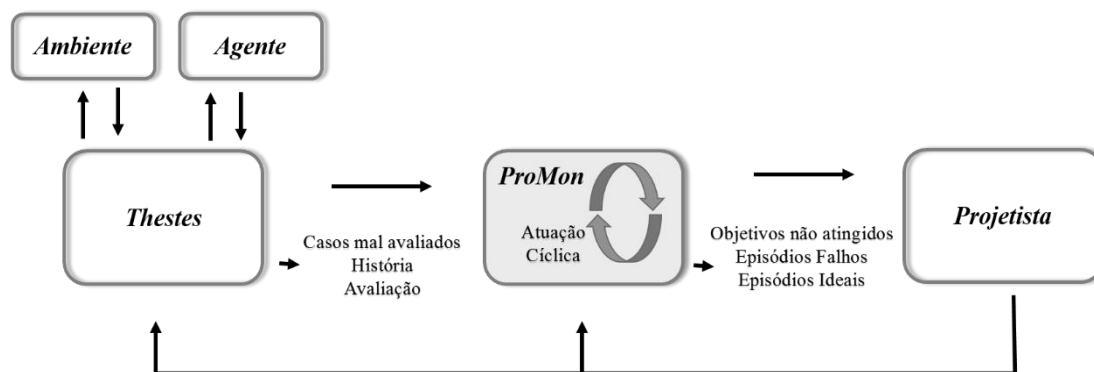 Ambiente
Agente
Thestes
Casos mal avaliados
História
Avaliação
ProMon
Atuação
Cíclica
Objetivos não atingidos
Episódios Falhos
Episódios Ideais
Projetista